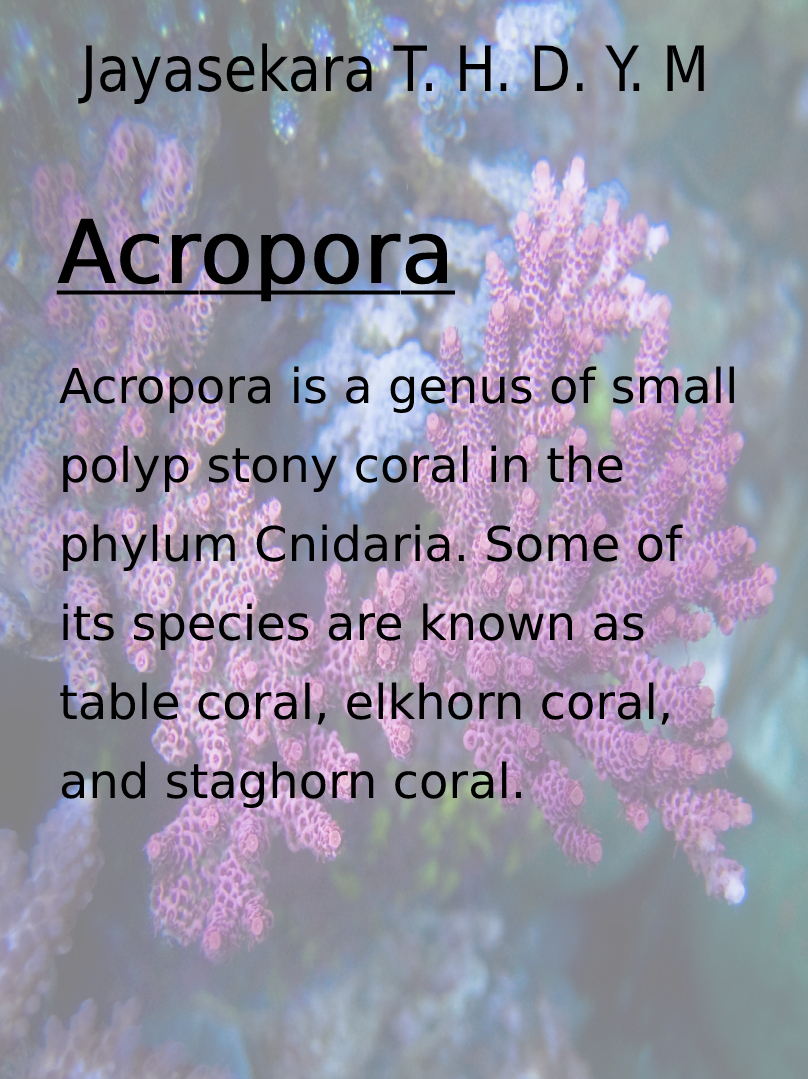 Jayasekara T. H. D. Y. M
Acropora
Acropora is a genus of small
polyp stony coral in the
phylum Cnidaria. Some of
its species are known as
table coral, elkhorn coral,
and staghorn coral.